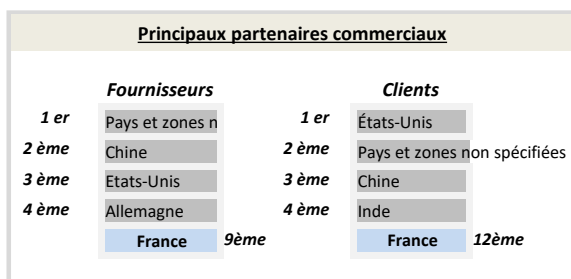 Principaux partenaires commerciaux
Fournisseurs Clients
1 er Pays et zones n 1 er États-Unis
2 ème Chine 2 ème Pays et zones non spécifiées
3 ème Etats-Unis 3 ème Chine
4 ème Allemagne 4 ème Inde
France 9ème France 12ème